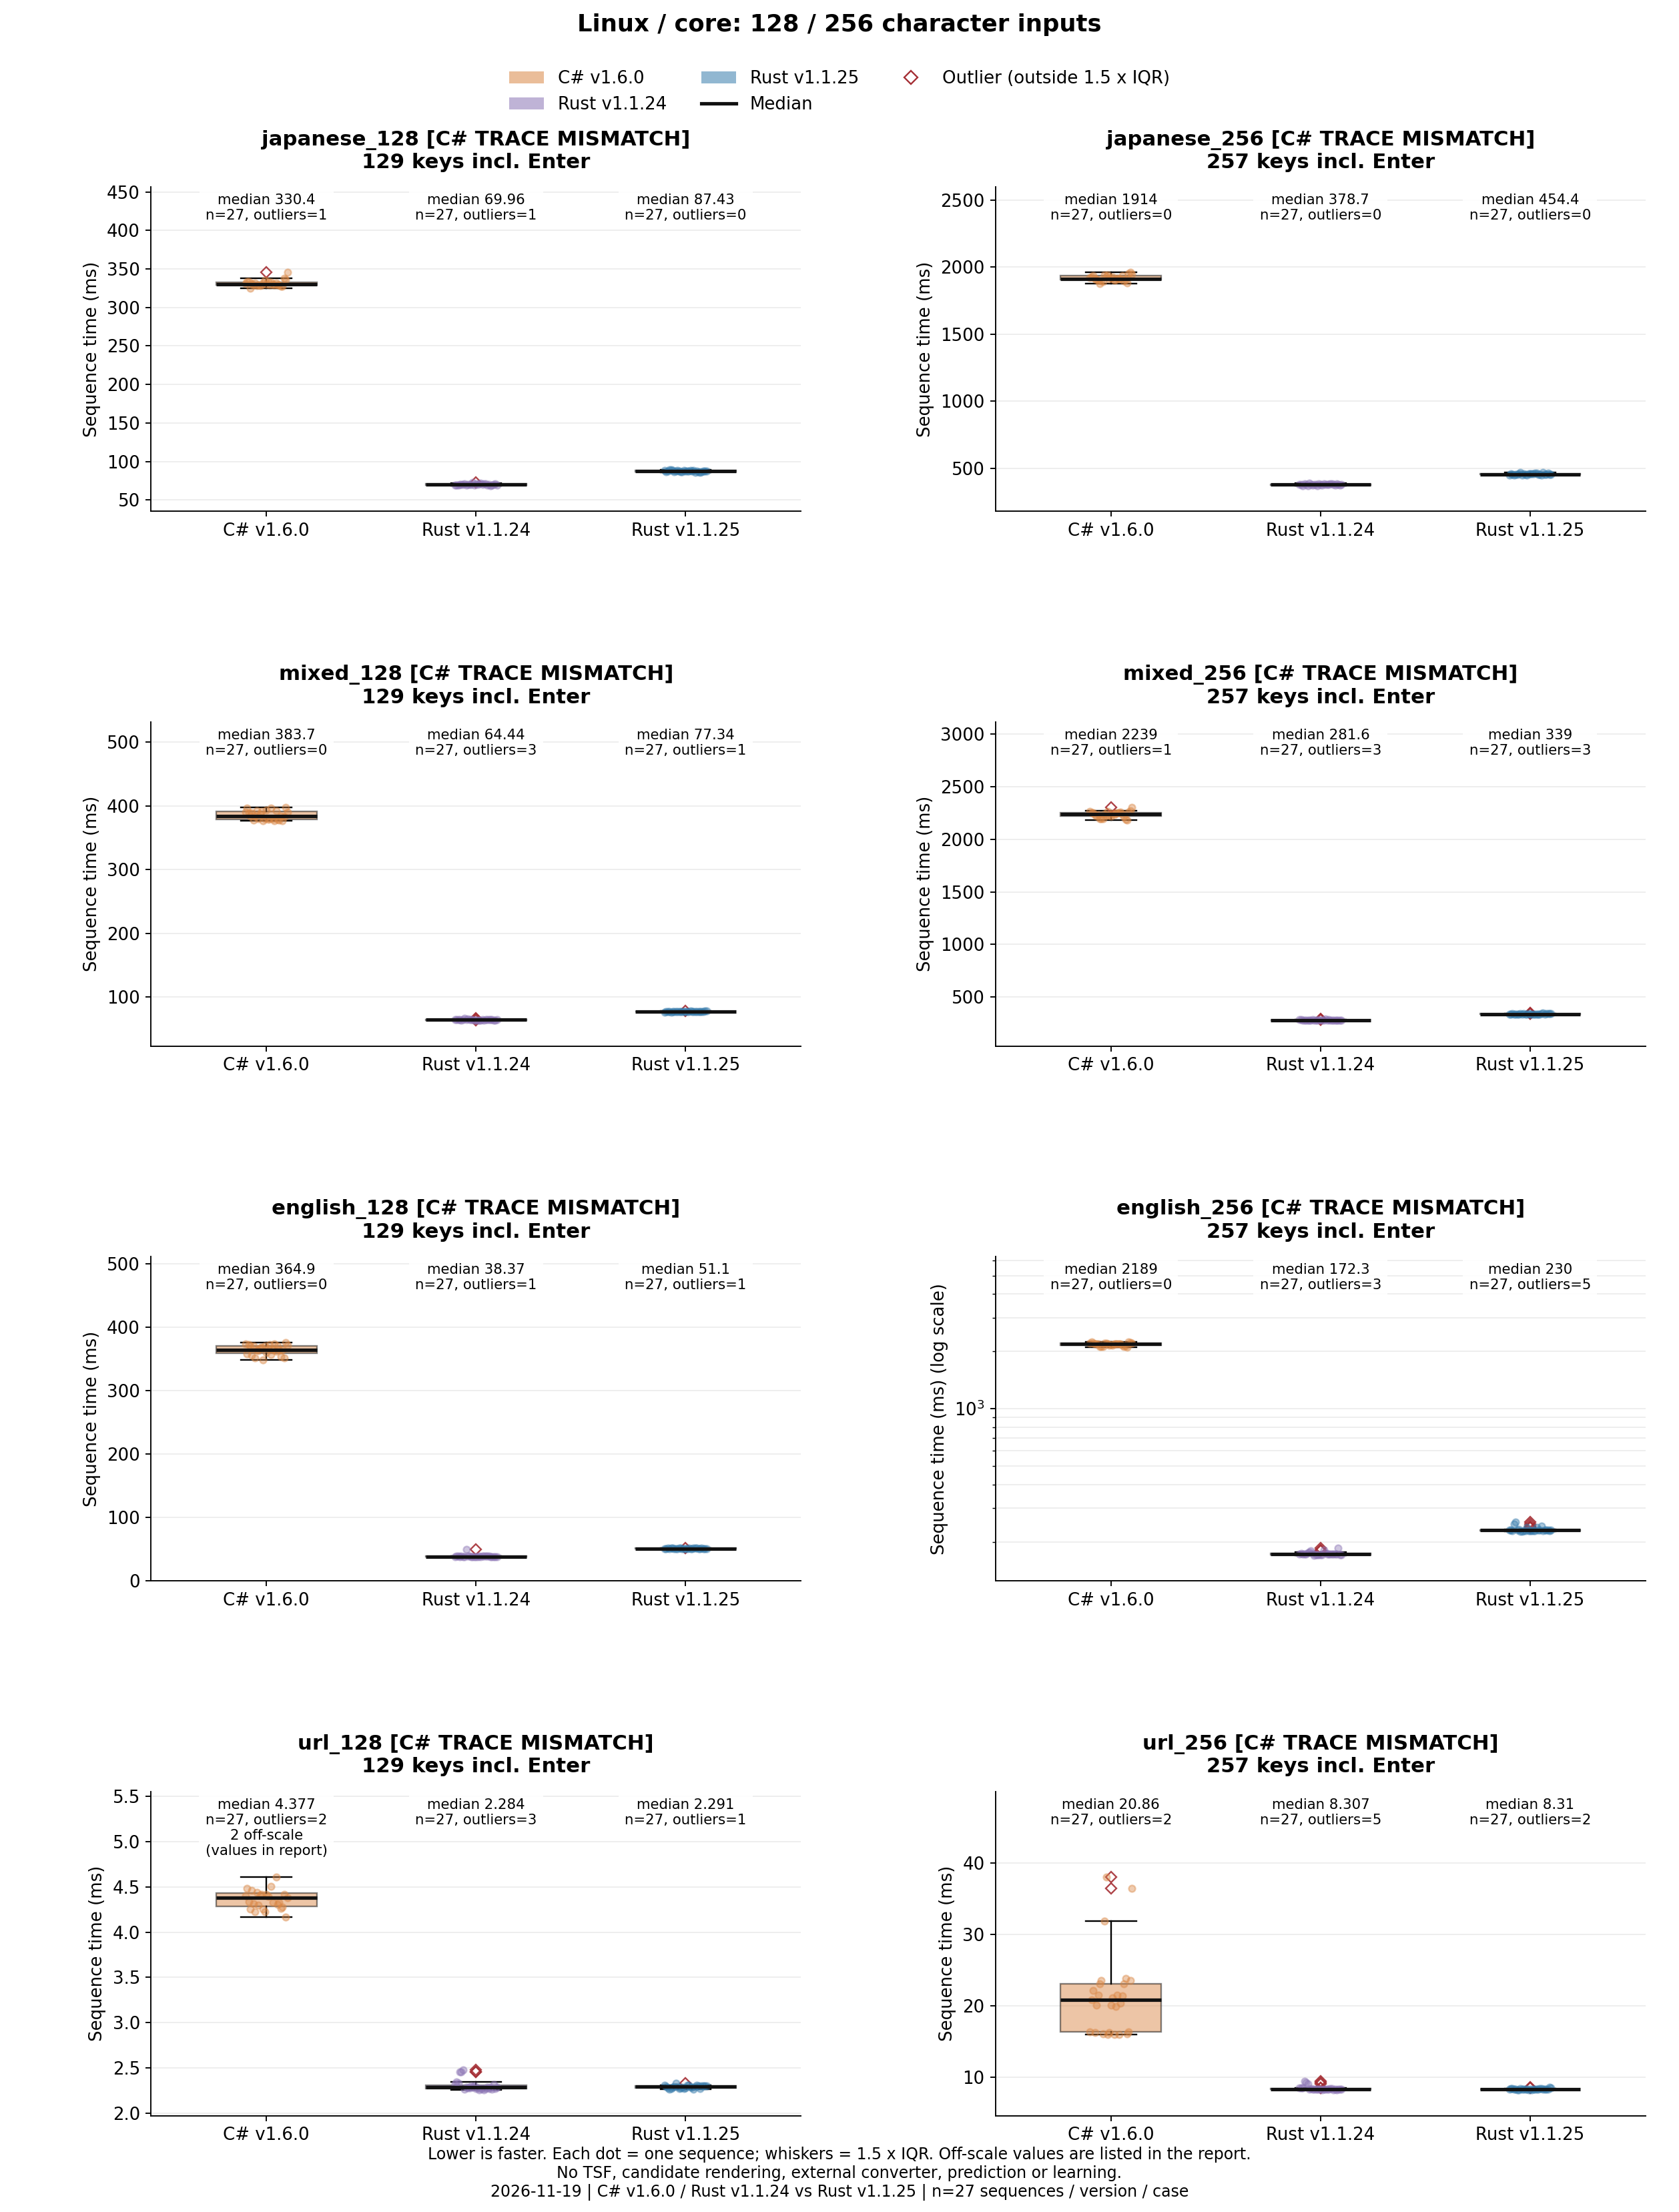 Linux / core: 128 / 256 character inputs
C# v1.6.0
Rust v1.1.24
Rust v1.1.25
Median
Outlier (outside 1.5 x IQR)
japanese_128 [C# TRACE MISMATCH]
129 keys incl. Enter
median 330.4
n=27, outliers=1
median 69.96
n=27, outliers=1
median 87.43
n=27, outliers=0
Sequence time (ms)
450
400
350
300
250
200
150
100
50
C# v1.6.0
Rust v1.1.24
Rust v1.1.25
japanese_256 [C# TRACE MISMATCH]
257 keys incl. Enter
median 1914
n=27, outliers=0
median 378.7
n=27, outliers=0
median 454.4
n=27, outliers=0
Sequence time (ms)
2500
2000
1500
1000
500
C# v1.6.0
Rust v1.1.24
Rust v1.1.25
mixed_128 [C# TRACE MISMATCH]
129 keys incl. Enter
median 383.7
n=27, outliers=0
median 64.44
n=27, outliers=3
median 77.34
n=27, outliers=1
Sequence time (ms)
500
400
300
200
100
C# v1.6.0
Rust v1.1.24
Rust v1.1.25
mixed_256 [C# TRACE MISMATCH]
257 keys incl. Enter
median 2239
n=27, outliers=1
median 281.6
n=27, outliers=3
median 339
n=27, outliers=3
Sequence time (ms)
3000
2500
2000
1500
1000
500
C# v1.6.0
Rust v1.1.24
Rust v1.1.25
english_128 [C# TRACE MISMATCH]
129 keys incl. Enter
median 364.9
n=27, outliers=0
median 38.37
n=27, outliers=1
median 51.1
n=27, outliers=1
Sequence time (ms)
500
400
300
200
100
0
C# v1.6.0
Rust v1.1.24
Rust v1.1.25
english_256 [C# TRACE MISMATCH]
257 keys incl. Enter
median 2189
n=27, outliers=0
median 172.3
n=27, outliers=3
median 230
n=27, outliers=5
Sequence time (ms) (log scale)
10³
C# v1.6.0
Rust v1.1.24
Rust v1.1.25
url_128 [C# TRACE MISMATCH]
129 keys incl. Enter
median 4.377
n=27, outliers=2
2 off-scale
(values in report)
median 2.284
n=27, outliers=3
median 2.291
n=27, outliers=1
Sequence time (ms)
5.5
5.0
4.5
4.0
3.5
3.0
2.5
2.0
C# v1.6.0
Rust v1.1.24
Rust v1.1.25
url_256 [C# TRACE MISMATCH]
257 keys incl. Enter
median 20.86
n=27, outliers=2
median 8.307
n=27, outliers=5
median 8.31
n=27, outliers=2
Sequence time (ms)
40
30
20
10
C# v1.6.0
Rust v1.1.24
Rust v1.1.25
Lower is faster. Each dot = one sequence; whiskers = 1.5 x IQR. Off-scale values are listed in the report.
No TSF, candidate rendering, external converter, prediction or learning.
2026-11-19 | C# v1.6.0 / Rust v1.1.24 vs Rust v1.1.25 | n=27 sequences / version / case